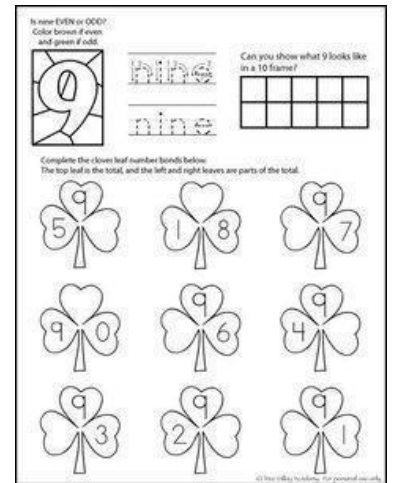 Is nine EVEN or ODD?
Color brown if even
and green if odd.
9
nine
nine
Can you show what 9 looks like
in a 10 frame?
Complete the clover leaf number bonds below.
The top leaf is the total, and the left and right leaves are parts of the total.
9
5
1 8
9
7
9 0
9
6
9
4
9
3
9
2
9
1